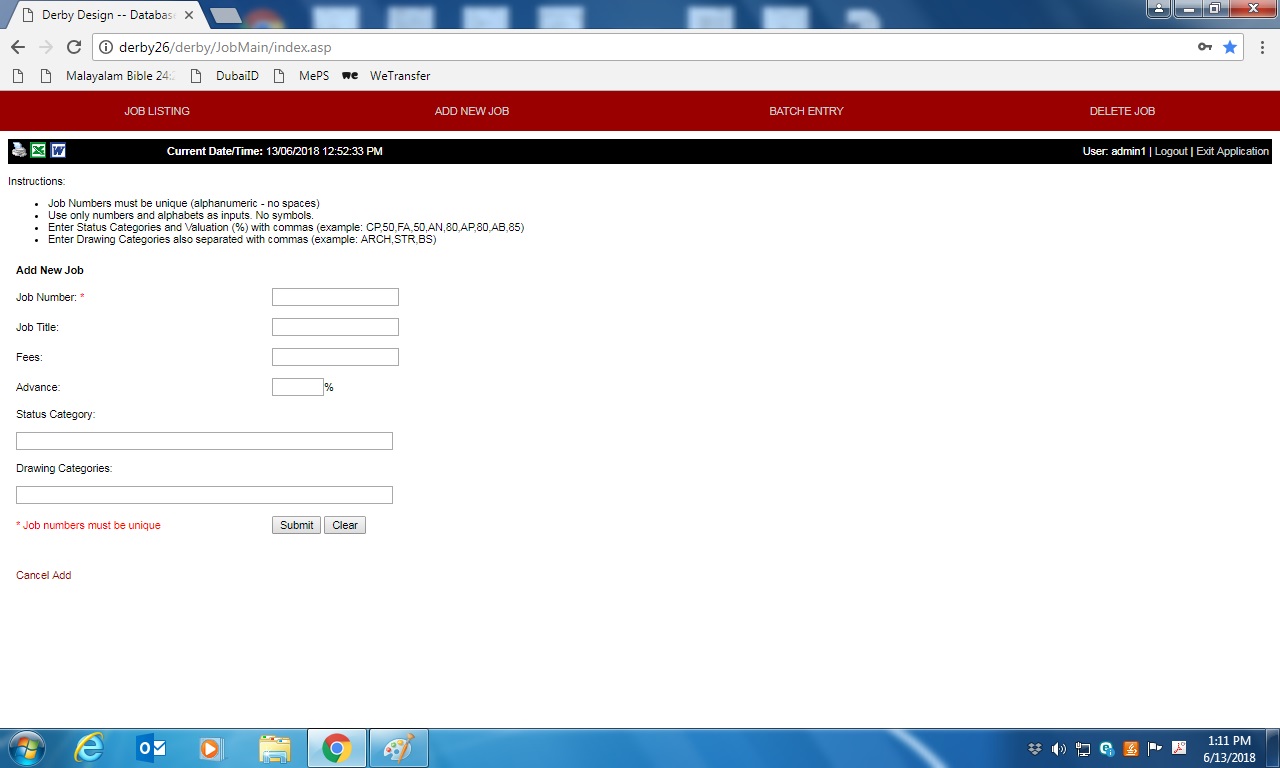 Derby Design -- Database
derby26/derby/JobMain/index.asp
Malayalam Bible 24:
DubaiID
MePS
we
WeTransfer
JOB LISTING
ADD NEW JOB
BATCH ENTRY
DELETE JOB
Current Date/Time: 13/06/2018 12:52:33 PM
User: admin1 | Logout | Exit Application
Instructions:
Job Numbers must be unique (alphanumeric - no spaces)
Use only numbers and alphabets as inputs. No symbols.
Enter Status Categories and Valuation (%) with commas (example: CP,50,FA,50,AN,80,AP,80,AB,85)
Enter Drawing Categories also separated with commas (example: ARCH,STR,BS)
Add New Job
Job Number: *
Job Title:
Fees:
Advance: %
Status Category:
Drawing Categories:
* Job numbers must be unique
Submit Clear
Cancel Add
1:11 PM
6/13/2018